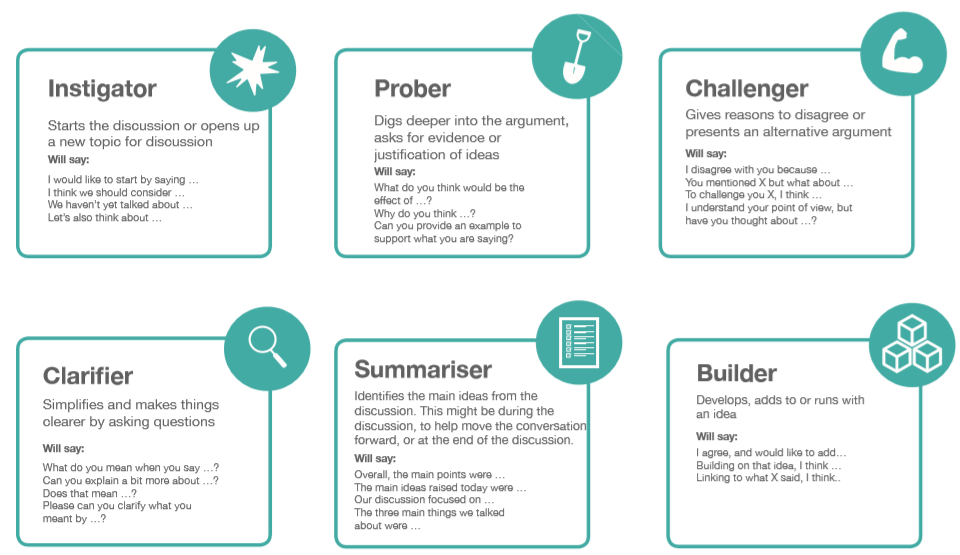 Instigator
Starts the discussion or opens up
a new topic for discussion
Will say:
I would like to start by saying ...
I think we should consider ...
We haven't yet talked about ...
Let's also think about ...
Prober
Digs deeper into the argument,
asks for evidence or
justification of ideas
Will say:
What do you think would be the
effect of ...?
Why do you think ...?
Can you provide an example to
support what you are saying?
Challenger
Gives reasons to disagree or
presents an alternative argument
Will say:
I disagree with you because ...
You mentioned X but what about ...
To challenge you X, I think ...
I understand your point of view, but
have you thought about ...?
Clarifier
Simplifies and makes things
clearer by asking questions
Will say:
What do you mean when you say ...?
Can you explain a bit more about ...?
Does that mean ...?
Please can you clarify what you
meant by ...?
Summariser
Identifies the main ideas from the
discussion. This might be during the
discussion, to help move the conversation
forward, or at the end of the discussion.
Will say:
Overall, the main points were ...
The main ideas raised today were ...
Our discussion focused on ...
The three main things we talked
about were ...
Builder
Develops, adds to or runs with
an idea
Will say:
I agree, and would like to add...
Building on that idea, I think ...
Linking to what X said, I think..